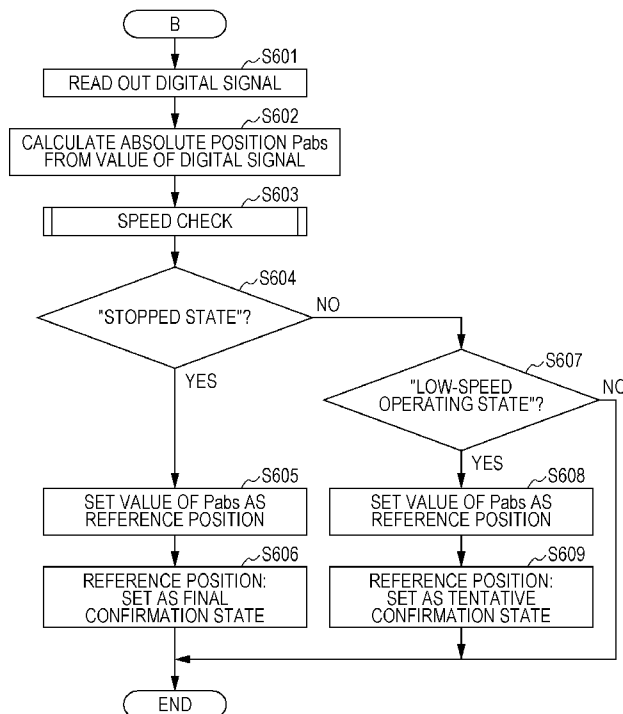 B
S601
READ OUT DIGITAL SIGNAL
S602
CALCULATE ABSOLUTE POSITION Pabs
FROM VALUE OF DIGITAL SIGNAL
S603
SPEED CHECK
S604
"STOPPED STATE"?
NO
YES
S607
"LOW-SPEED
OPERATING STATE"?
NO
YES
S605
SET VALUE OF Pabs AS
REFERENCE POSITION
S608
SET VALUE OF Pabs AS
REFERENCE POSITION
S606
REFERENCE POSITION:
SET AS FINAL
CONFIRMATION STATE
S609
REFERENCE POSITION:
SET AS TENTATIVE
CONFIRMATION STATE
END